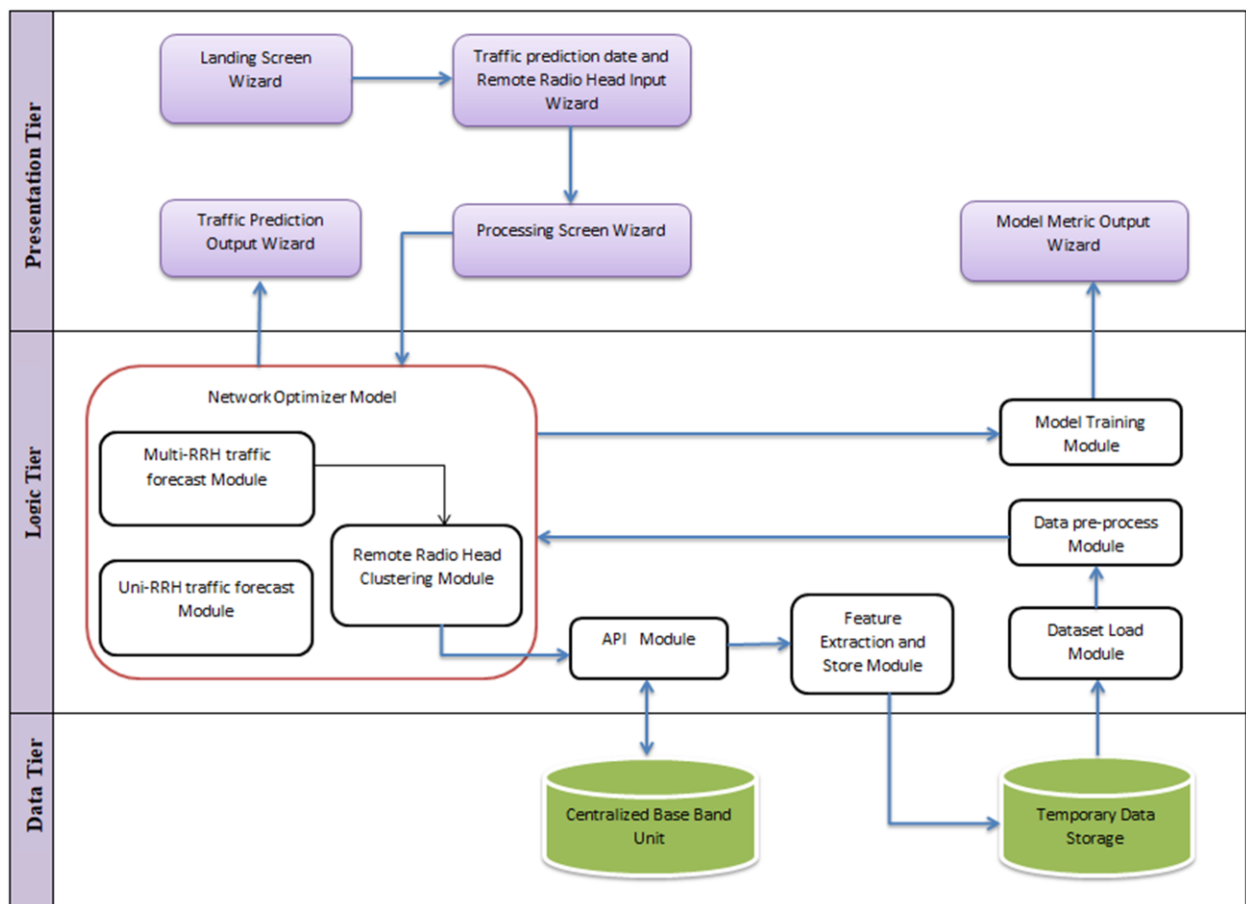 Presentation Tier
Landing Screen
Wizard
Traffic prediction date and
Remote Radio Head Input
Wizard
Traffic Prediction
Output Wizard
Processing Screen Wizard
Model Metric Output
Wizard
Logic Tier
Network Optimizer Model
Multi-RRH traffic
forecast Module
Remote Radio Head
Clustering Module
Uni-RRH traffic forecast
Module
Model Training
Module
Data pre-process
Module
API Module
Feature
Extraction and
Store Module
Dataset Load
Module
Data Tier
Centralized Base Band
Unit
Temporary Data
Storage